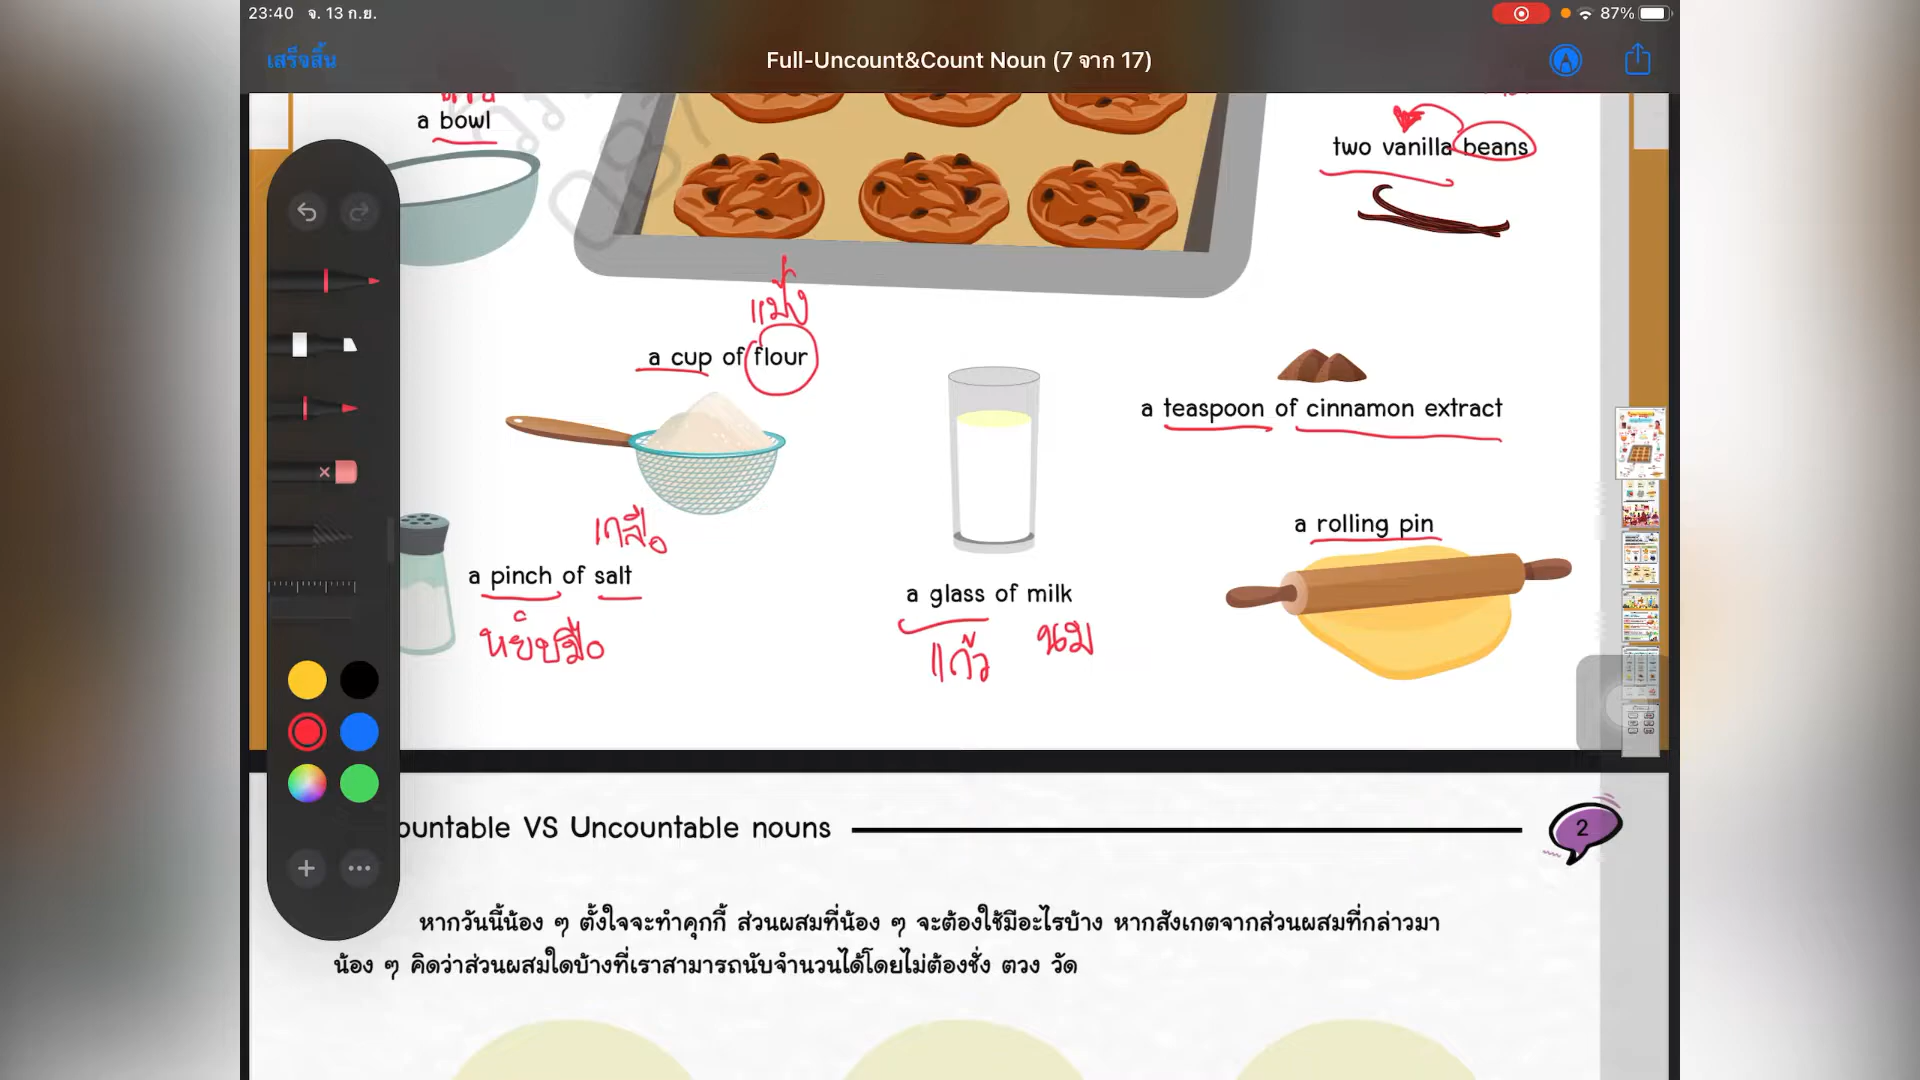 23:40 จ. 13 ก.ย.
87%
เสร็จสิ้น
Full-Uncount&Count Noun (7 จาก 17)
a bowl
087
two vanilla beans
แป้ง
a cup of flour
a teaspoon of cinnamon extract
เกลือ
a rolling pin
a pinch of salt
a glass of milk
หยิบมือ
แก้ว นม
ountable VS Uncountable nouns
2
หากวันนี้น้อง ๆ ตั้งใจจะทำคุกกี้ ส่วนผสมที่น้อง ๆ จะต้องใช้มีอะไรบ้าง หากสังเกตจากส่วนผสมที่กล่าวมา
น้อง ๆ คิดว่าส่วนผสมใดบ้างที่เราสามารถนับจำนวนได้โดยไม่ต้องชั่ง ตวง วัด